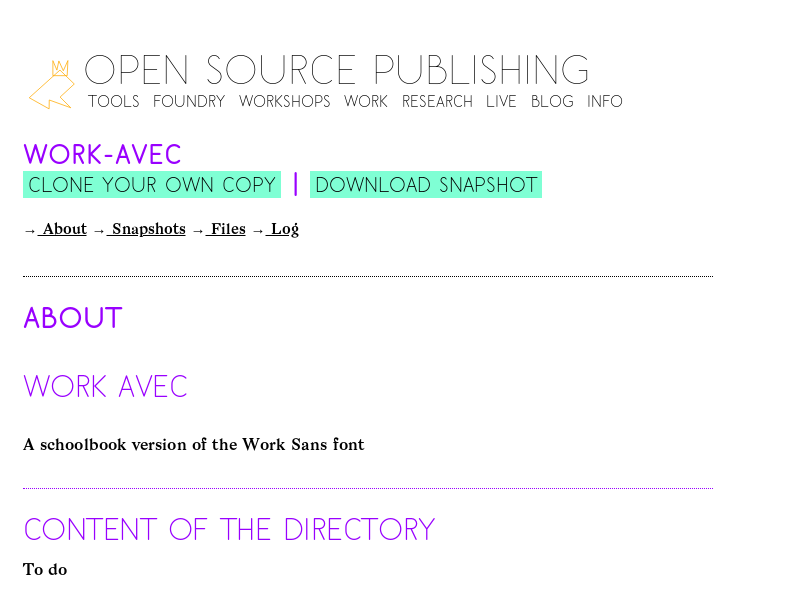 OPEN SOURCE PUBLISHING
TOOLS FOUNDRY WORKSHOPS WORK RESEARCH LIVE BLOG INFO
WORK-AVEC
CLONE YOUR OWN COPY | DOWNLOAD SNAPSHOT
→ About → Snapshots → Files → Log
ABOUT
WORK AVEC
A schoolbook version of the Work Sans font
CONTENT OF THE DIRECTORY
To do